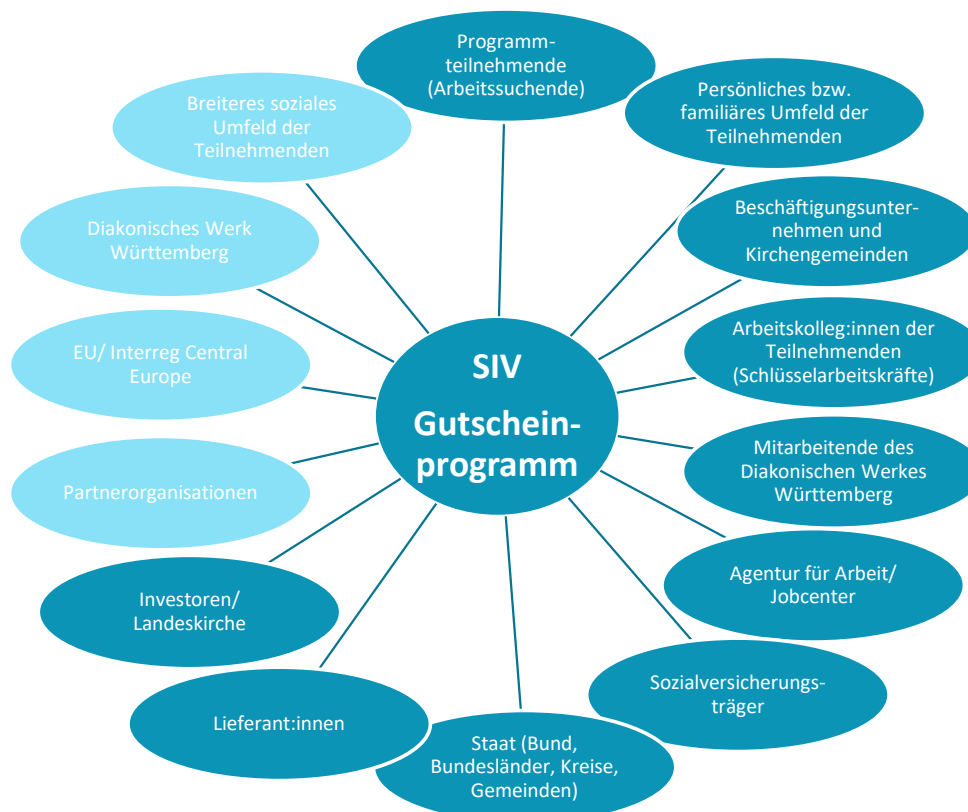 Programm-
teilnehmende
(Arbeitssuchende)
Persönliches bzw.
familiäres Umfeld der
Teilnehmenden
Beschäftigungsunter-
nehmen und
Kirchengemeinden
Arbeitskolleg:innen der
Teilnehmenden
(Schlüsselarbeitskräfte)
Mitarbeitende des
Diakonischen Werkes
Württemberg
Agentur für Arbeit/
Jobcenter
Sozialversicherungs-
träger
Staat (Bund,
Bundesländer, Kreise,
Gemeinden)
Lieferant:innen
Investoren/
Landeskirche
Partnerorganisationen
EU/ Interreg Central
Europe
Diakonisches Werk
Württemberg
Breiteres soziales
Umfeld der
Teilnehmenden
SIV
Gutschein-
programm